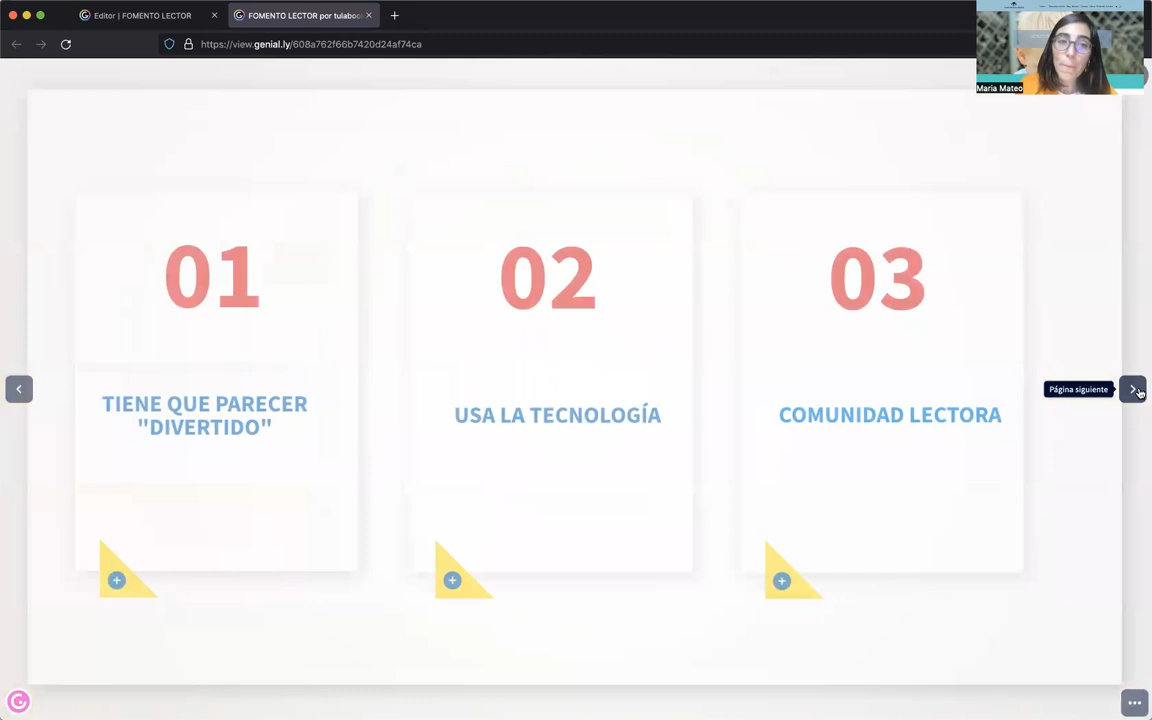 Editor | FOMENTO LECTOR
FOMENTO LECTOR por tulaboo
https://view.genial.ly/608a762f66b7420d24af74ca
Maria Mateo
01
02
03
TIENE QUE PARECER
"DIVERTIDO"
USA LA TECNOLOGÍA
COMUNIDAD LECTORA
Página siguiente